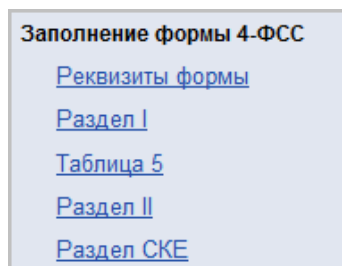 Заполнение формы 4-ФСС
Реквизиты формы
Раздел I
Таблица 5
Раздел II
Раздел СКЕ